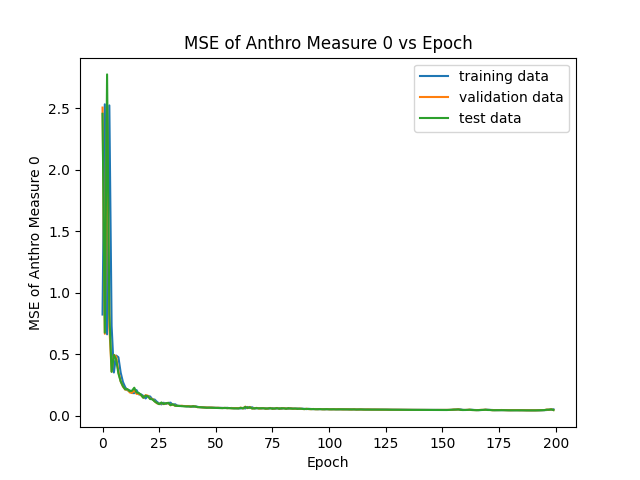 MSE of Anthro Measure 0 vs Epoch
training data
validation data
test data
MSE of Anthro Measure 0
2.5
2.0
1.5
1.0
0.5
0.0
0 25 50 75 100 125 150 175 200
Epoch